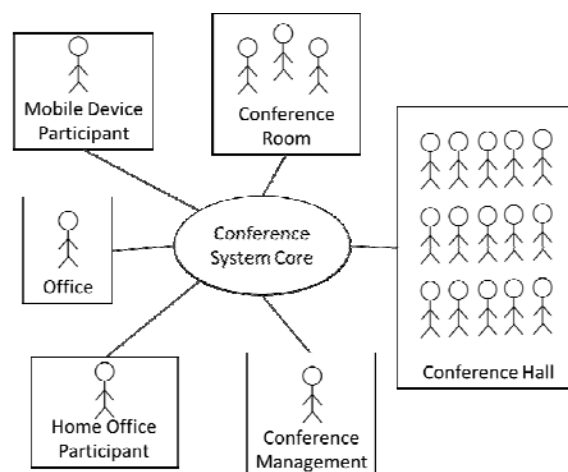 Mobile Device
Participant
Conference
Room
Conference
System Core
Office
Conference Hall
Home Office
Participant
Conference
Management